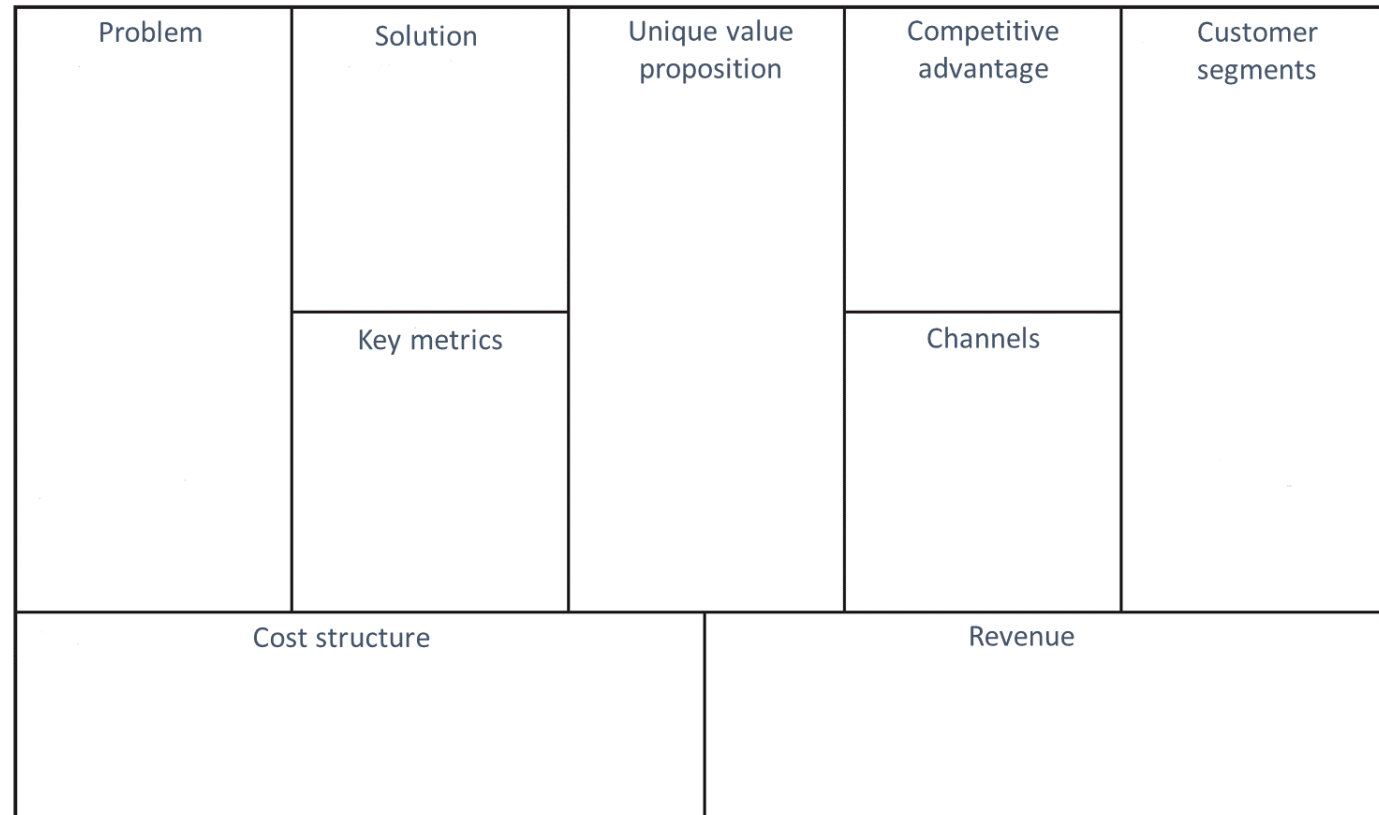 Problem
Solution
Unique value
proposition
Competitive
advantage
Customer
segments
Key metrics
Channels
Cost structure
Revenue